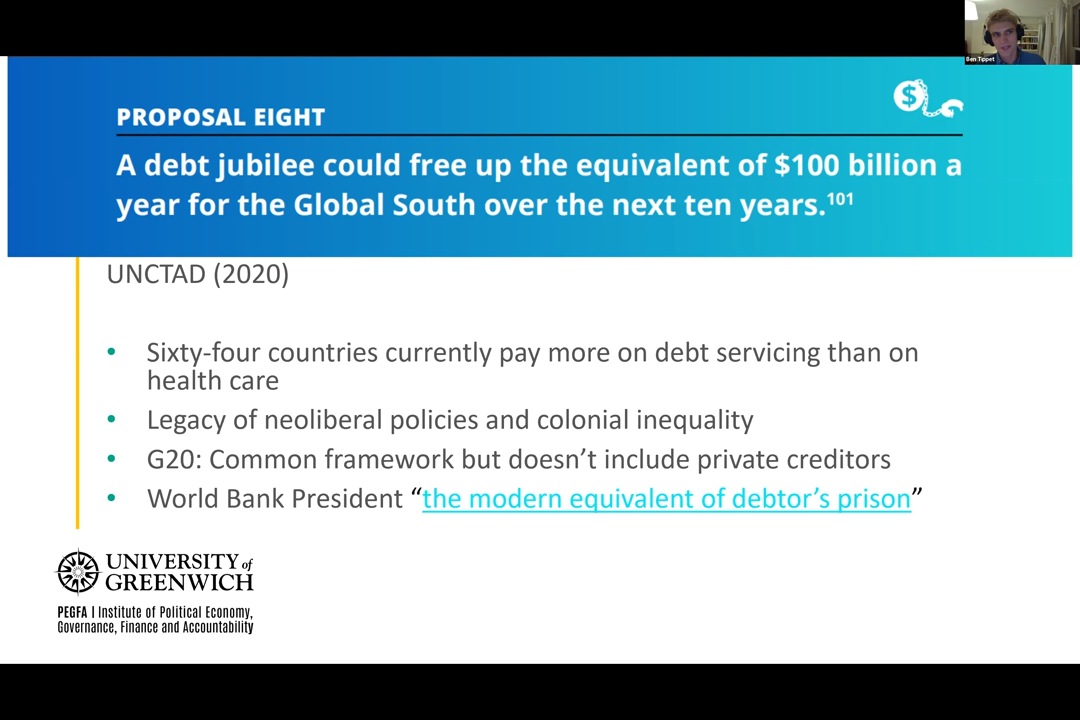 Ben Tippet
$
PROPOSAL EIGHT
A debt jubilee could free up the equivalent of $100 billion a
year for the Global South over the next ten years.101
UNCTAD (2020)
• Sixty-four countries currently pay more on debt servicing than on
health care
• Legacy of neoliberal policies and colonial inequality
• G20: Common framework but doesn’t include private creditors
• World Bank President “the modern equivalent of debtor’s prison”
UNIVERSITY of
GREENWICH
PEGFA | Institute of Political Economy,
Governance, Finance and Accountability